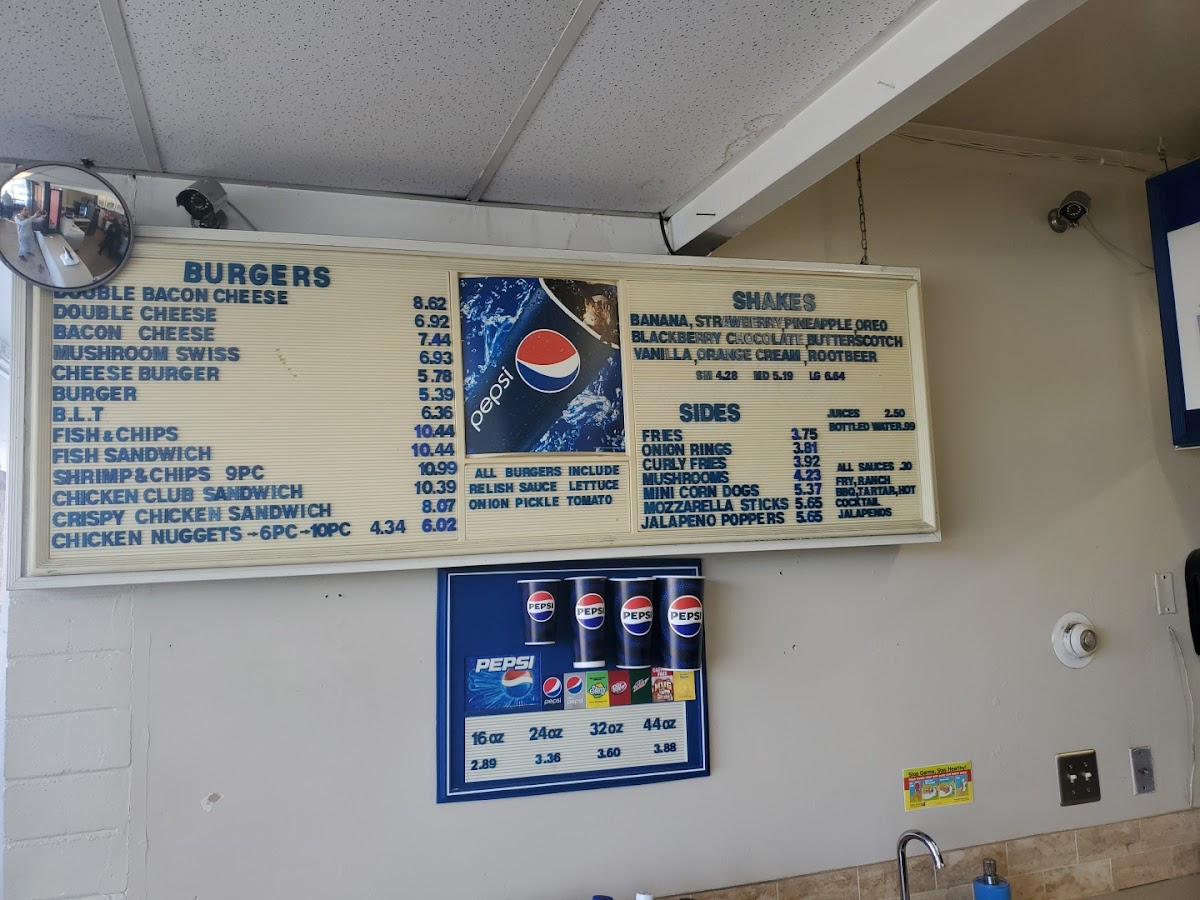 BURGERS
DOUBLE BACON CHEESE 8.62
DOUBLE CHEESE 6.92
BACON CHEESE 7.44
MUSHROOM SWISS 6.93
CHEESE BURGER 5.78
BURGER 5.39
B.L.T 6.36
FISH & CHIPS 10.44
FISH SANDWICH 10.44
SHRIMP & CHIPS 9PC 10.99
CHICKEN CLUB SANDWICH 10.39
CRISPY CHICKEN SANDWICH 8.07
CHICKEN NUGGETS →6PC→10PC 4.34 6.02
pepsi
ALL BURGERS INCLUDE
RELISH SAUCE LETTUCE
ONION PICKLE TOMATO
SHAKES
BANANA, STRAWBERRY, PINEAPPLE, OREO
BLACKBERRY CHOCOLATE, BUTTERSCOTCH
VANILLA, ORANGE CREAM, ROOTBEER
SM 4.28 MD 5.19 LG 6.64
SIDES
FRIES 3.75
ONION RINGS 3.81
CURLY FRIES 3.92
MUSHROOMS 4.23
MINI CORN DOGS 5.37
MOZZARELLA STICKS 5.65
JALAPENO POPPERS 5.65
JUICES 2.50
BOTTLED WATER .99
ALL SAUCES .30
FRY, RANCH
BBQ, TARTAR, HOT
COCKTAIL
JALAPENOS
PEPSI PEPSI PEPSI PEPSI
PEPSI
pepsi pepsi
16oz 24oz 32oz 44oz
2.89 3.36 3.60 3.88
Stop Germs, Stay Healthy!